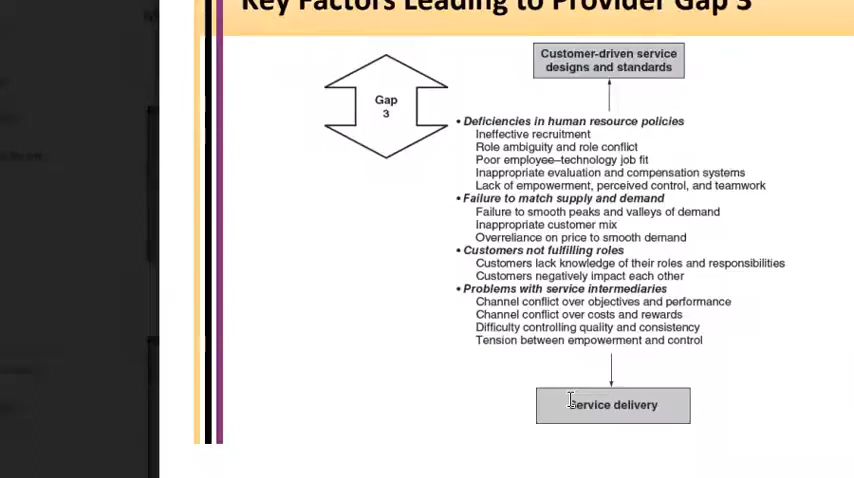 Key Factors Leading to Provider Gap 3
Customer-driven service
designs and standards
Gap
3
• Deficiencies in human resource policies
Ineffective recruitment
Role ambiguity and role conflict
Poor employee–technology job fit
Inappropriate evaluation and compensation systems
Lack of empowerment, perceived control, and teamwork
• Failure to match supply and demand
Failure to smooth peaks and valleys of demand
Inappropriate customer mix
Overreliance on price to smooth demand
• Customers not fulfilling roles
Customers lack knowledge of their roles and responsibilities
Customers negatively impact each other
• Problems with service intermediaries
Channel conflict over objectives and performance
Channel conflict over costs and rewards
Difficulty controlling quality and consistency
Tension between empowerment and control
Service delivery